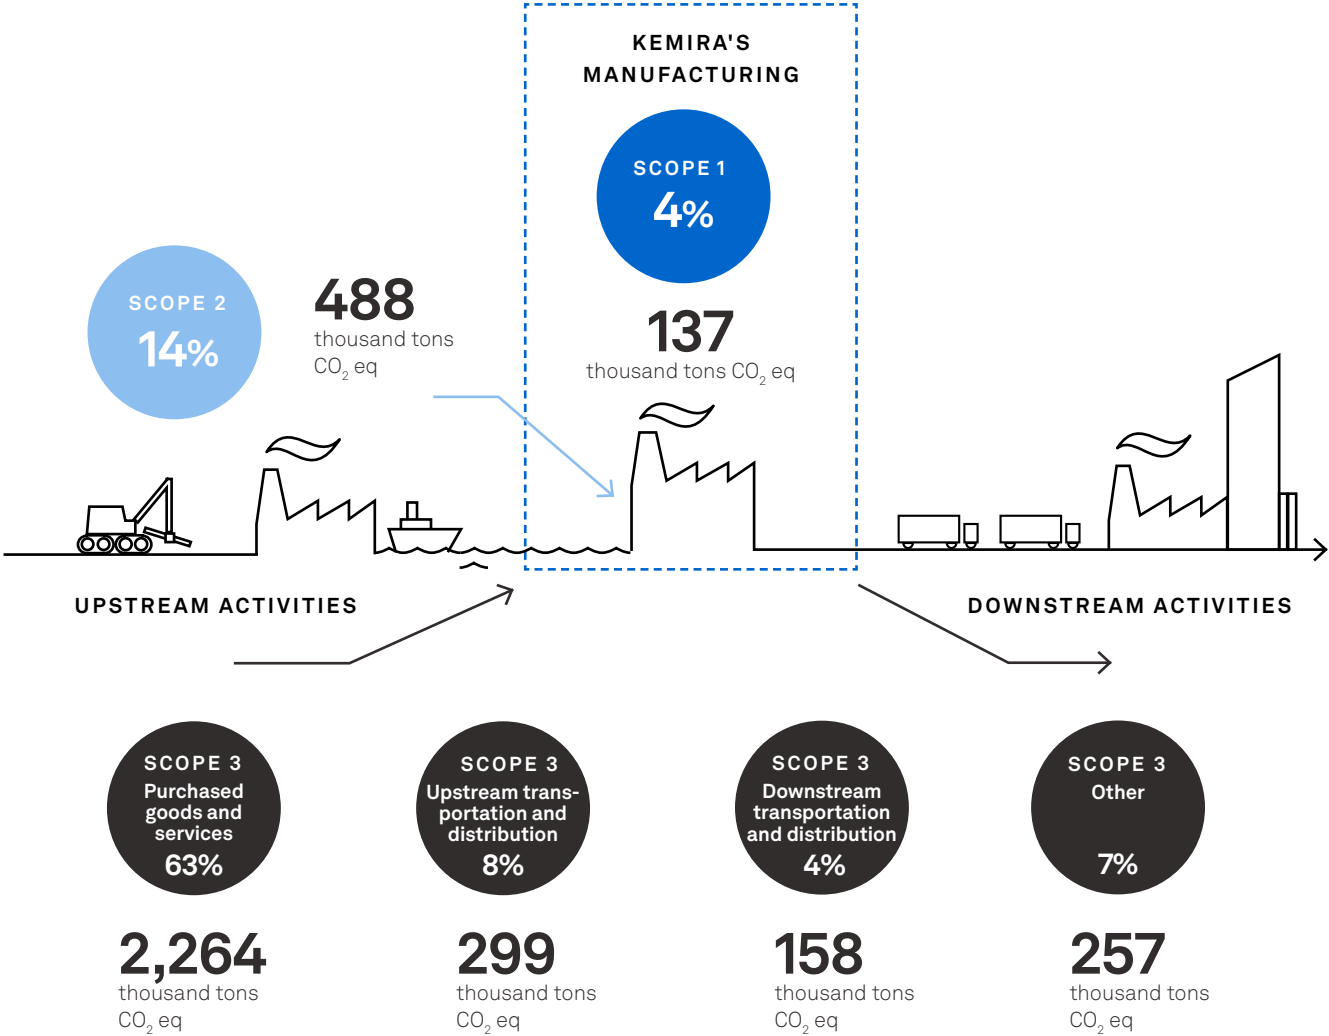 KEMIRA'S
MANUFACTURING
SCOPE 1
4%
137
thousand tons CO₂ eq
SCOPE 2
14%
488
thousand tons
CO₂ eq
UPSTREAM ACTIVITIES
DOWNSTREAM ACTIVITIES
SCOPE 3
Purchased
goods and
services
63%
2,264
thousand tons
CO₂ eq
SCOPE 3
Upstream trans-
portation and
distribution
8%
299
thousand tons
CO₂ eq
SCOPE 3
Downstream
transportation
and distribution
4%
158
thousand tons
CO₂ eq
SCOPE 3
Other
7%
257
thousand tons
CO₂ eq